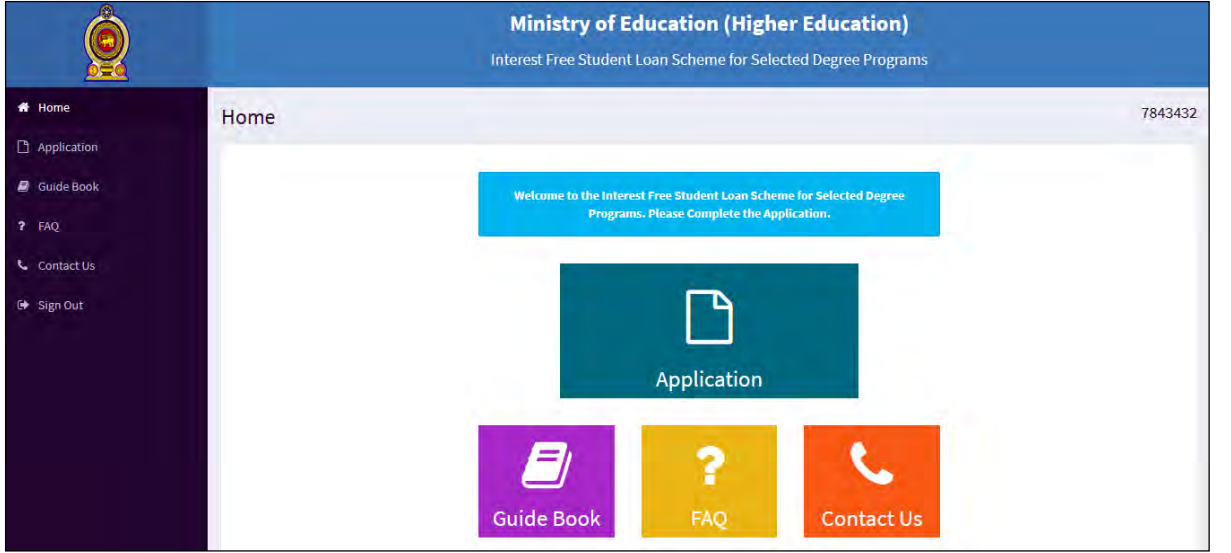 Ministry of Education (Higher Education)
Interest Free Student Loan Scheme for Selected Degree Programs
Home
Application
Guide Book
FAQ
Contact Us
Sign Out
Home
7843432
Welcome to the Interest Free Student Loan Scheme for Selected Degree
Programs. Please Complete the Application.
Application
Guide Book
FAQ
Contact Us